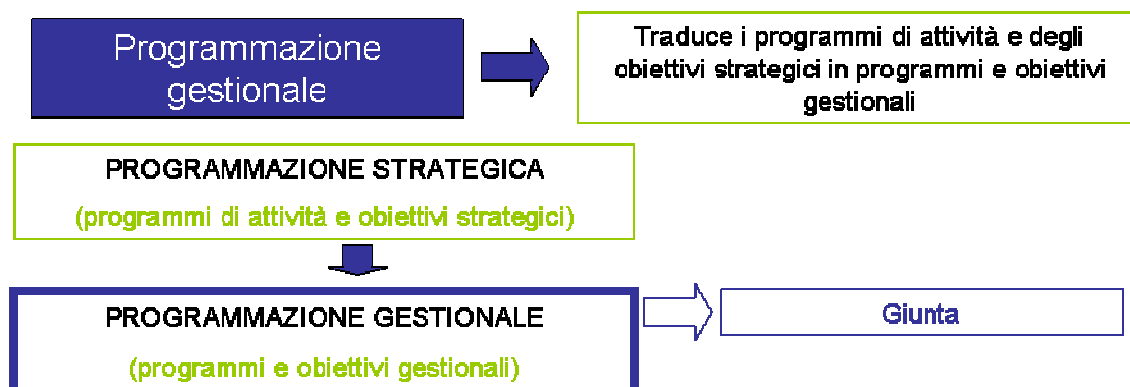 Programmazione
gestionale
Traduce i programmi di attività e degli
obiettivi strategici in programmi e obiettivi
gestionali
PROGRAMMAZIONE STRATEGICA
(programmi di attività e obiettivi strategici)
PROGRAMMAZIONE GESTIONALE
(programmi e obiettivi gestionali)
Giunta